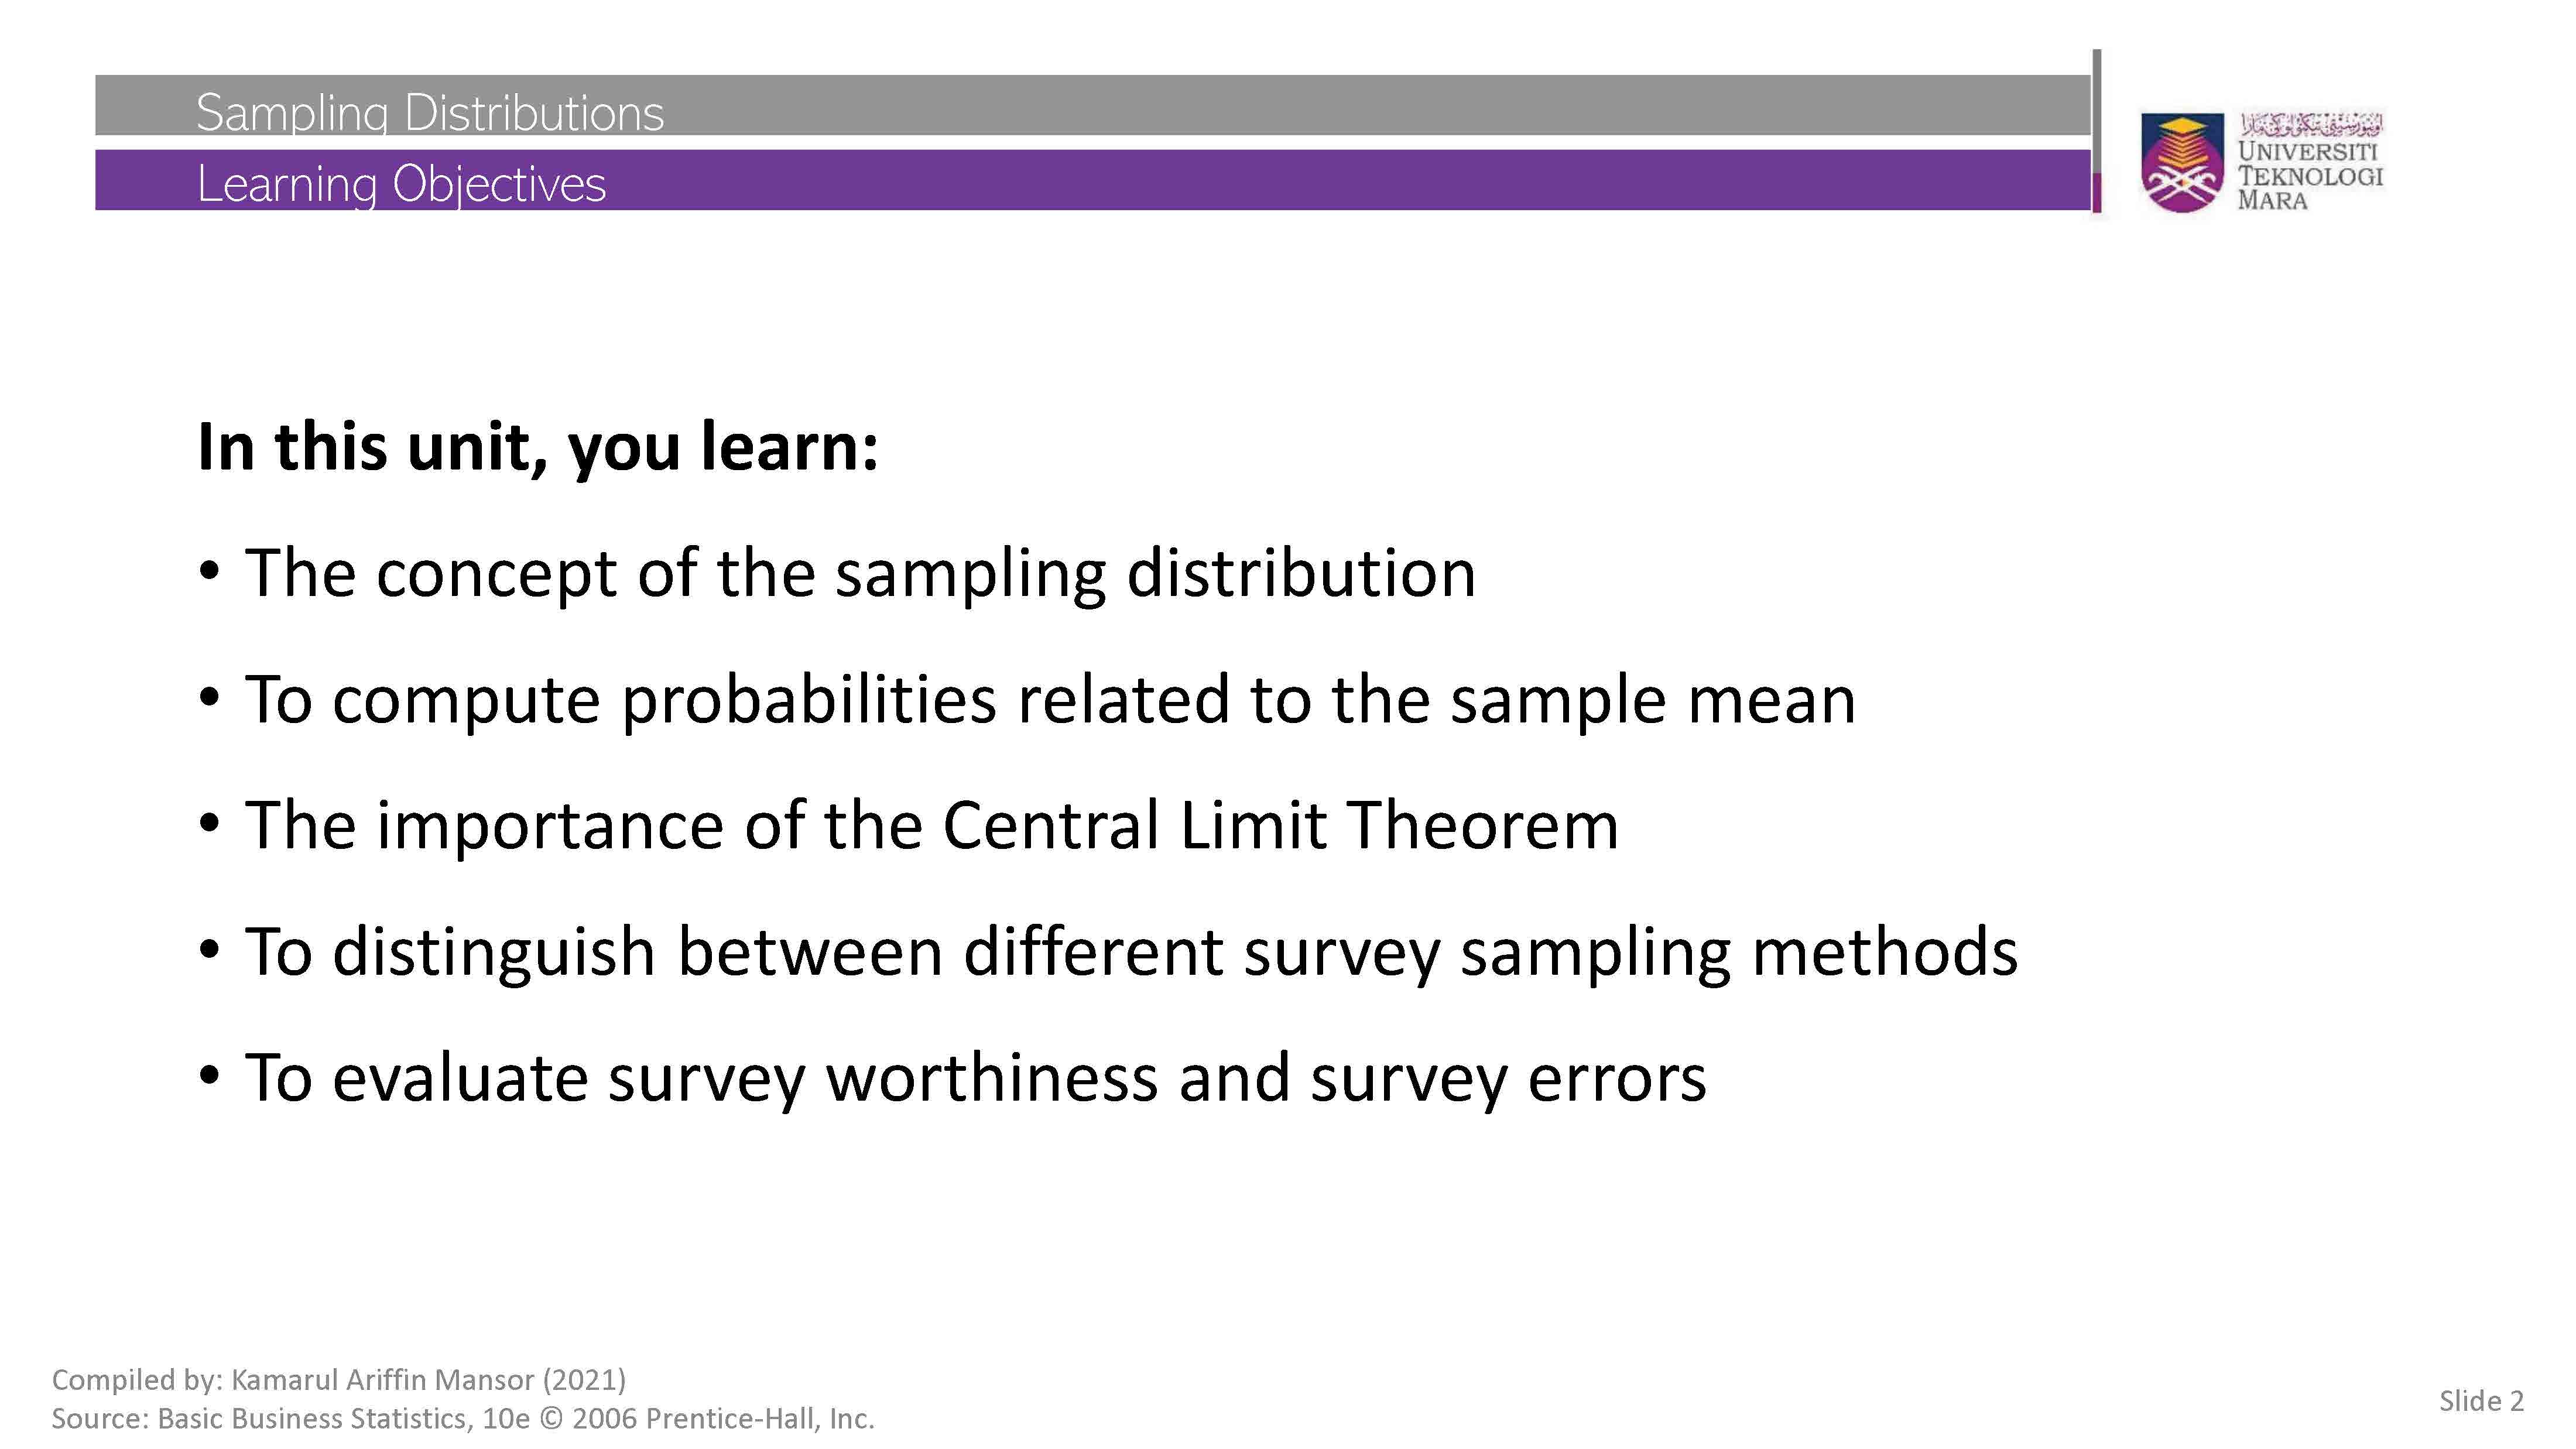 Sampling Distributions
Learning Objectives
UNIVERSITI
TEKNOLOGI
MARA
In this unit, you learn:
• The concept of the sampling distribution
• To compute probabilities related to the sample mean
• The importance of the Central Limit Theorem
• To distinguish between different survey sampling methods
• To evaluate survey worthiness and survey errors
Compiled by: Kamarul Ariffin Mansor (2021)
Source: Basic Business Statistics, 10e © 2006 Prentice-Hall, Inc.
Slide 2